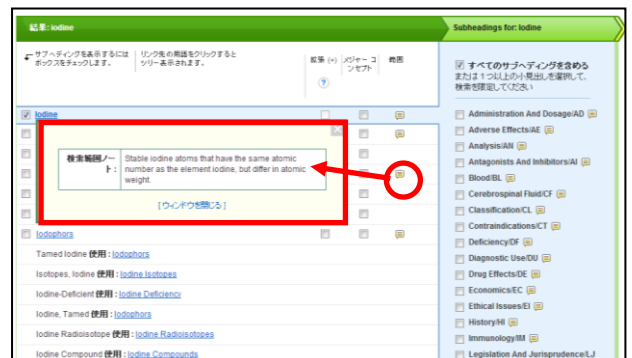 結果: Iodine
Subheadings for: Iodine
サブヘディングを表示するには
ボックスをチェックします。
リンク先の用語をクリックすると
ツリー表示されます。
拡張 (+)
メジャー コ
ンセプト
範囲
?
すべてのサブヘディングを含める
または 1 つ以上の小見出しを選択して、
検索を限定してください
Iodine
検索範囲ノー
ト :
Stable iodine atoms that have the same atomic
number as the element iodine, but differ in atomic
weight.
[ウィンドウを閉じる]
Iodophors
Tamed Iodine 使用 : Iodophors
Isotopes, Iodine 使用 : Iodine Isotopes
Iodine-Deficient 使用 : Iodine Deficiency
Iodine, Tamed 使用 : Iodophors
Iodine Radioisotope 使用 : Iodine Radioisotopes
Iodine Compound 使用 : Iodine Compounds
Administration And Dosage/AD
Adverse Effects/AE
Analysis/AN
Antagonists And Inhibitors/AI
Blood/BL
Cerebrospinal Fluid/CF
Classification/CL
Contraindications/CT
Deficiency/DF
Diagnostic Use/DU
Drug Effects/DE
Economics/EC
Ethical Issues/EI
History/HI
Immunology/IM
Legislation And Jurisprudence/LJ